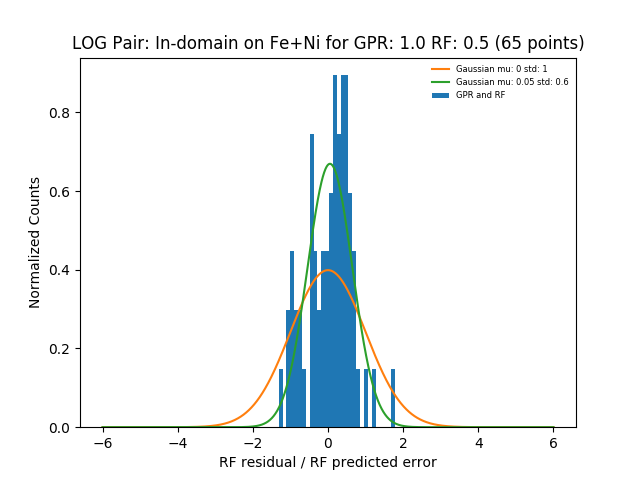 LOG Pair: In-domain on Fe+Ni for GPR: 1.0 RF: 0.5 (65 points)
Gaussian mu: 0 std: 1
Gaussian mu: 0.05 std: 0.6
GPR and RF
Normalized Counts
0.8
0.6
0.4
0.2
0.0
−6 −4 −2 0 2 4 6
RF residual / RF predicted error